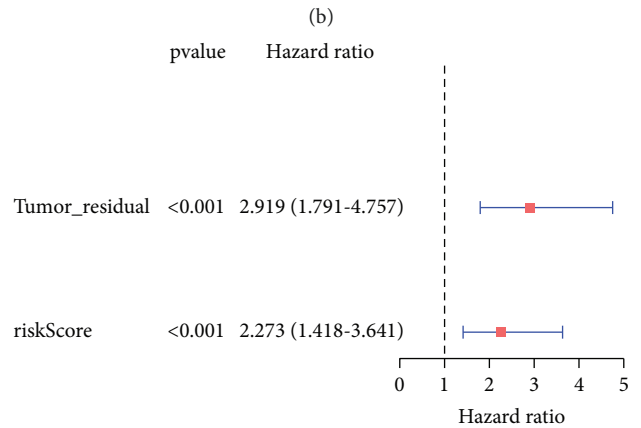 (b)
pvalue Hazard ratio
Tumor_residual <0.001 2.919 (1.791-4.757)
riskScore <0.001 2.273 (1.418-3.641)
0 1 2 3 4 5
Hazard ratio